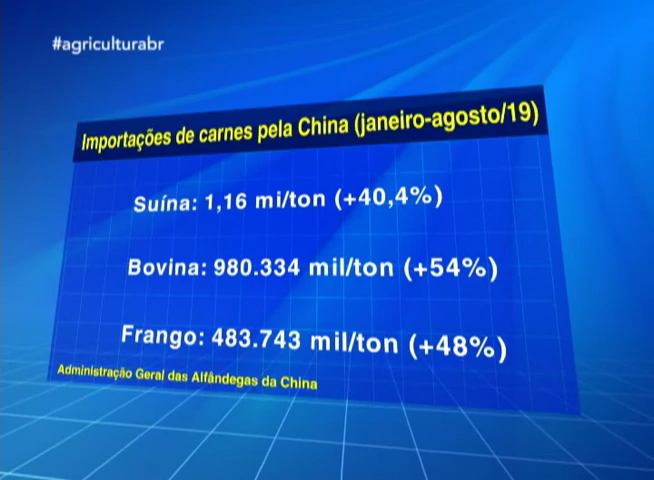 #agriculturabr
Importações de carnes pela China (janeiro-agosto/19)
Suína: 1,16 mi/ton (+40,4%)
Bovina: 980.334 mil/ton (+54%)
Frango: 483.743 mil/ton (+48%)
Administração Geral das Alfândegas da China